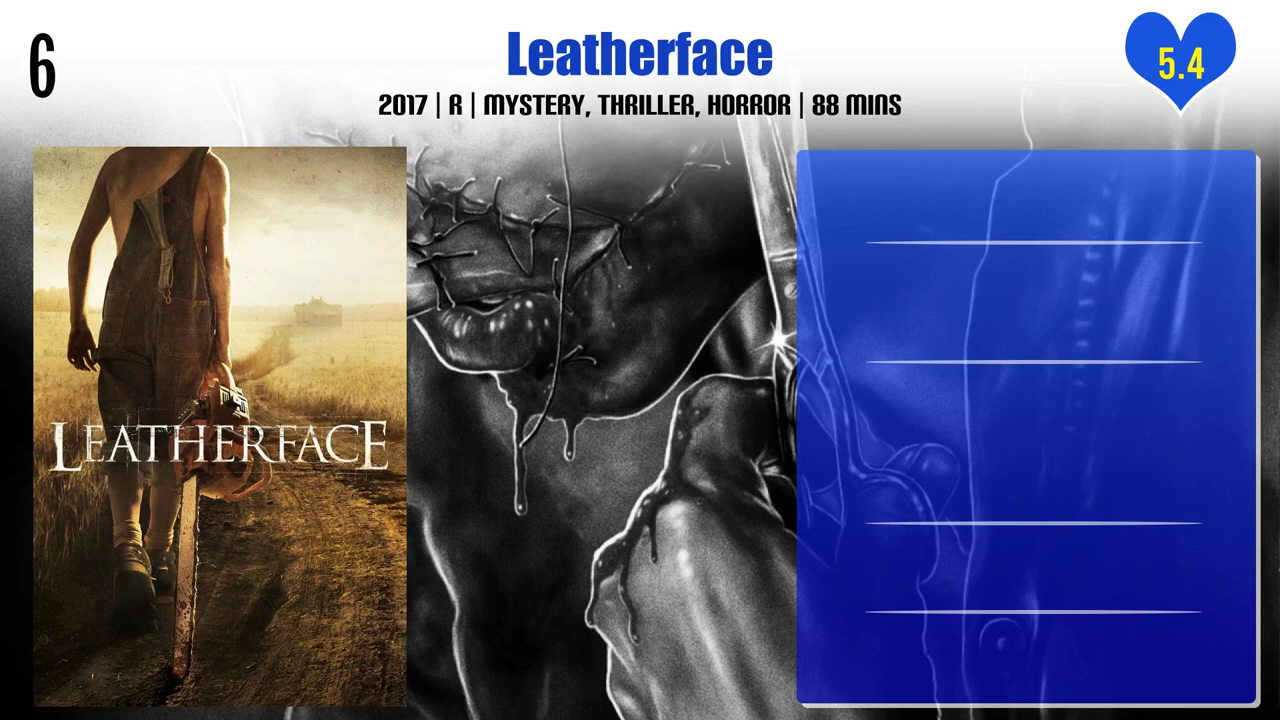 6
Leatherface
5.4
2017 | R | MYSTERY, THRILLER, HORROR | 88 MINS
LEATHERFACE